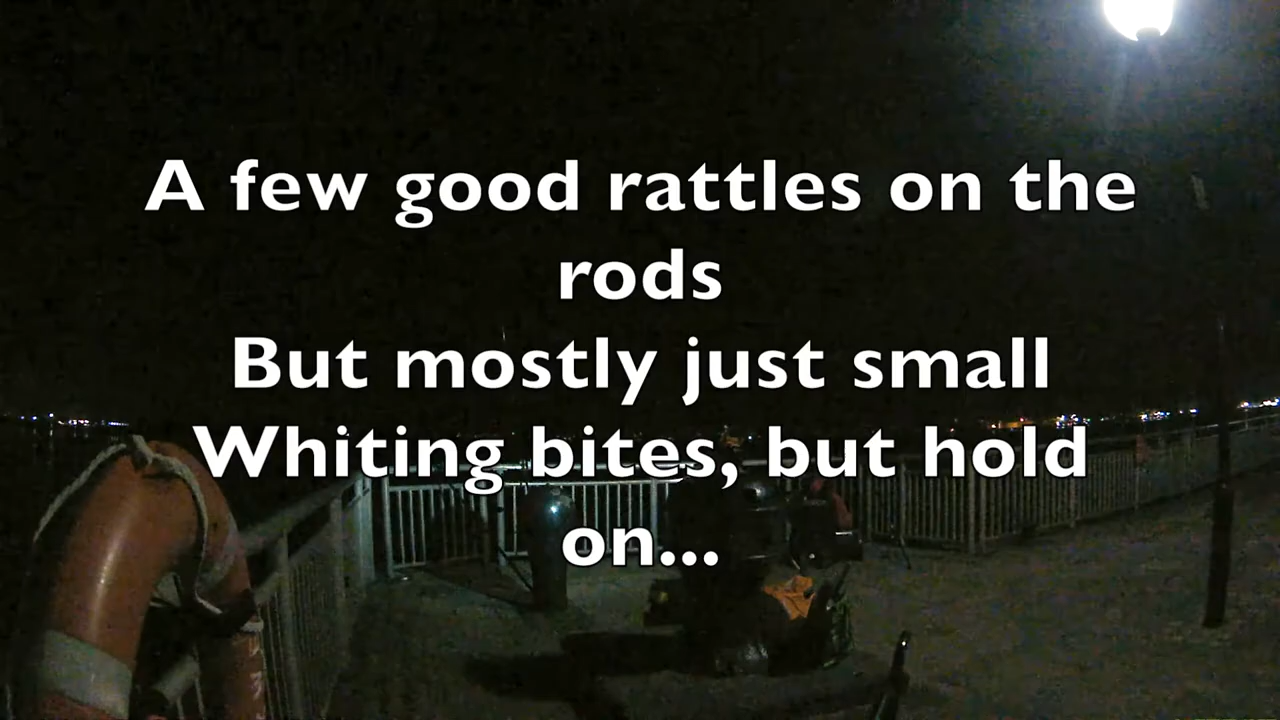 A few good rattles on the
rods
But mostly just small
Whiting bites, but hold
on...